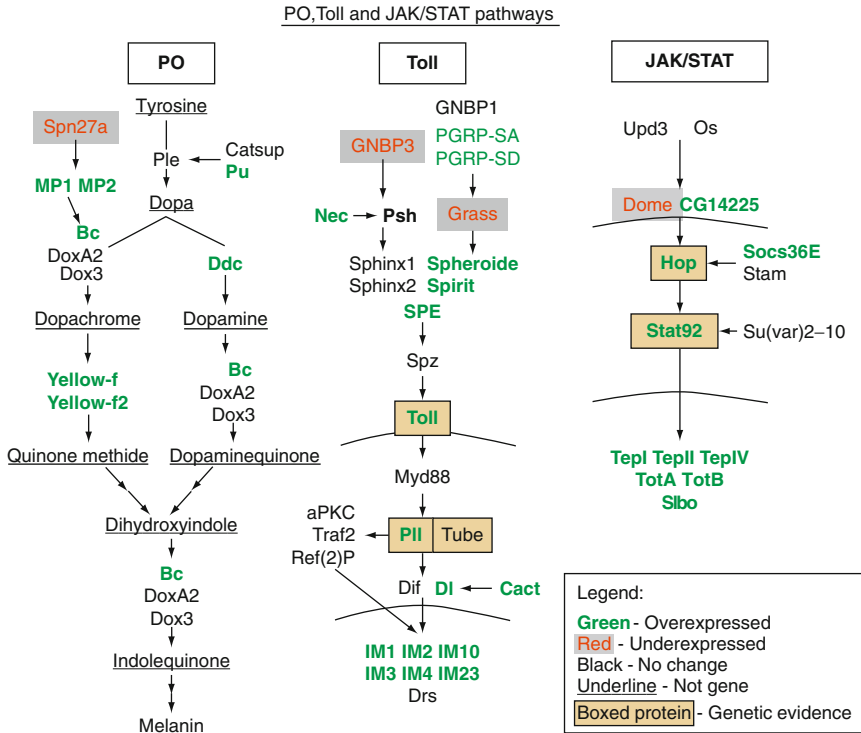 PO,Toll and JAK/STAT pathways
PO
Tyrosine
Spn27a
Ple
Catsup
Pu
MP1 MP2
Dopa
Bc
DoxA2
Dox3
Ddc
Dopachrome
Dopamine
Yellow-f
Yellow-f2
Bc
DoxA2
Dox3
Quinone methide
Dopaminequinone
Dihydroxyindole
Bc
DoxA2
Dox3
Indolequinone
Melanin
Toll
GNBP1
GNBP3
PGRP-SA
PGRP-SD
Nec
Psh
Grass
Sphinx1
Sphinx2
Spheroide
Spirit
SPE
Spz
Toll
Myd88
aPKC
Traf2
Ref(2)P
Pll
Tube
Dif
Dl
Cact
IM1 IM2 IM10
IM3 IM4 IM23
Drs
JAK/STAT
Upd3
Os
Dome
CG14225
Hop
Socs36E
Stam
Stat92
Su(var)2–10
TepI TepII TepIV
TotA TotB
Slbo
Legend:
Green - Overexpressed
Red - Underexpressed
Black - No change
Underline - Not gene
Boxed protein - Genetic evidence